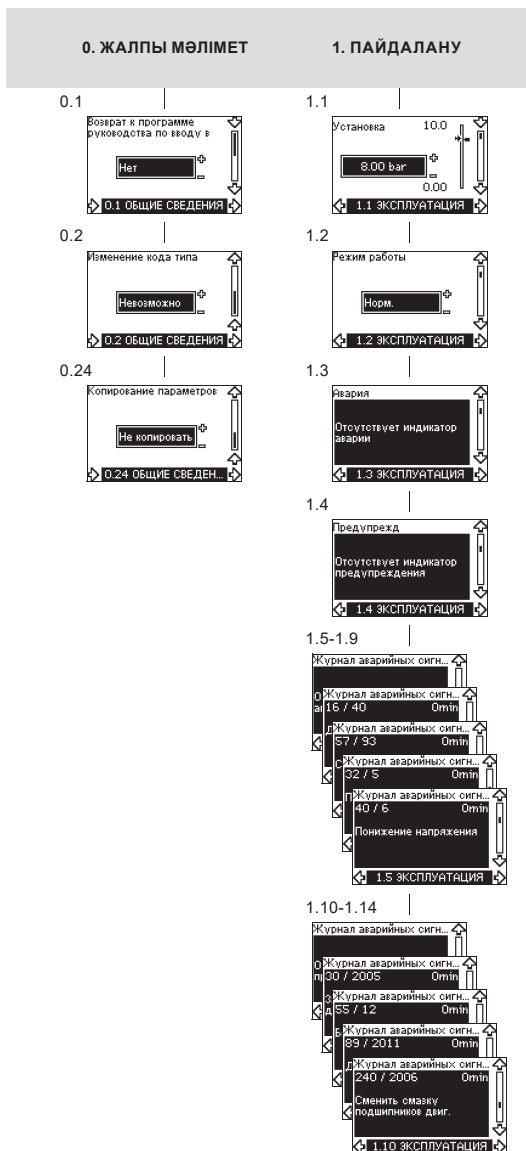 0. ЖАЛПЫ МӘЛІМЕТ
1. ПАЙДАЛАНУ
0.1
Возврат к программе
руководства по вводу в
Нет
0.1 ОБЩИЕ СВЕДЕНИЯ
0.2
Изменение кода типа
Невозможно
0.2 ОБЩИЕ СВЕДЕНИЯ
0.24
Копирование параметров
Не копировать
0.24 ОБЩИЕ СВЕДЕН...
1.1
Установка 10.0
8.00 bar
0.00
1.1 ЭКСПЛУАТАЦИЯ
1.2
Режим работы
Норм.
1.2 ЭКСПЛУАТАЦИЯ
1.3
Авария
Отсутствует индикатор
аварии
1.3 ЭКСПЛУАТАЦИЯ
1.4
Предупрежд
Отсутствует индикатор
предупреждения
1.4 ЭКСПЛУАТАЦИЯ
1.5-1.9
Журнал аварийных сигн...
Журнал аварийных сигн...
16 / 40 0min
Журнал аварийных сигн...
57 / 93 0min
Журнал аварийных сигн...
32 / 5 0min
Журнал аварийных сигн...
40 / 6 0min
Понижение напряжения
1.5 ЭКСПЛУАТАЦИЯ
1.10-1.14
Журнал аварийных сигн...
Журнал аварийных сигн...
30 / 2005 0min
Журнал аварийных сигн...
55 / 12 0min
Журнал аварийных сигн...
89 / 2011 0min
Журнал аварийных сигн...
240 / 2006 0min
Сменить смазку
подшипников двиг.
1.10 ЭКСПЛУАТАЦИЯ